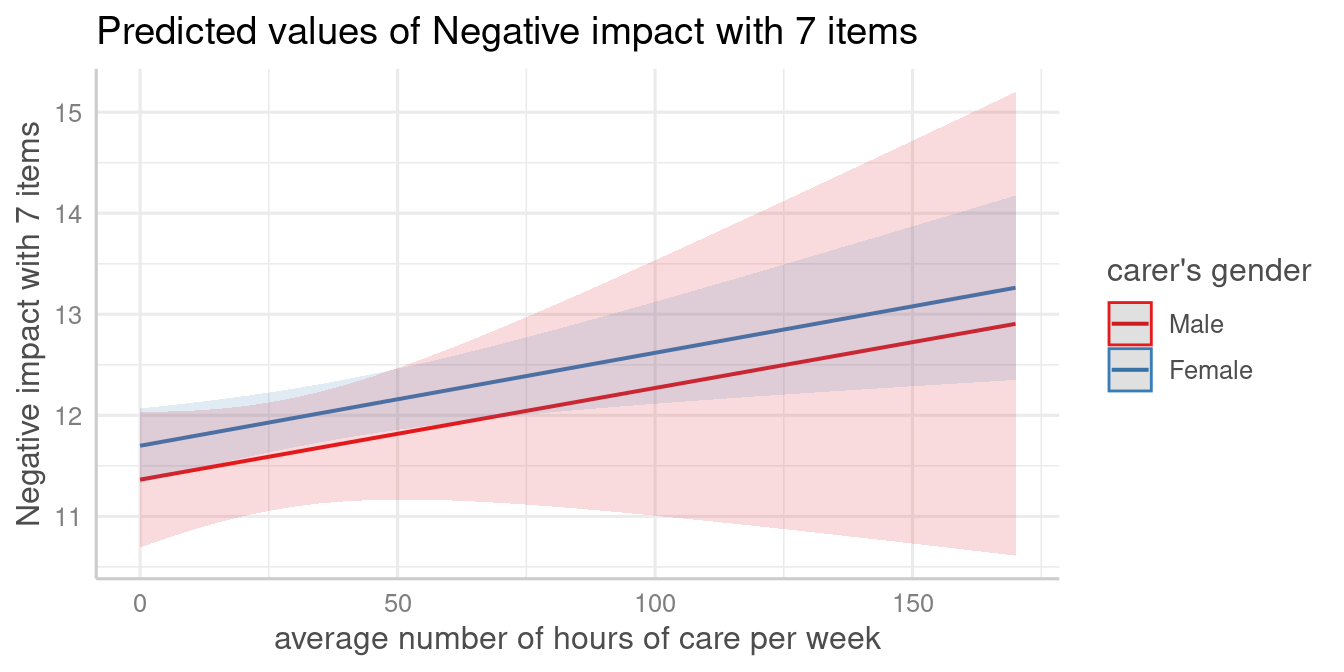 Predicted values of Negative impact with 7 items
Negative impact with 7 items
15
14
13
12
11
0
50
100
150
average number of hours of care per week
carer's gender
Male
Female